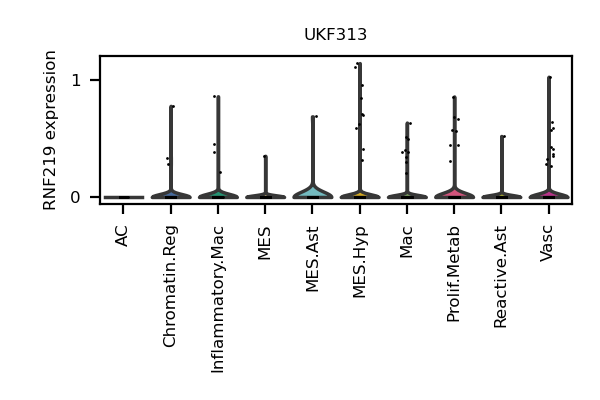 UKF313
RNF219 expression
1
0
AC
Chromatin.Reg
Inflammatory.Mac
MES
MES.Ast
MES.Hyp
Mac
Prolif.Metab
Reactive.Ast
Vasc